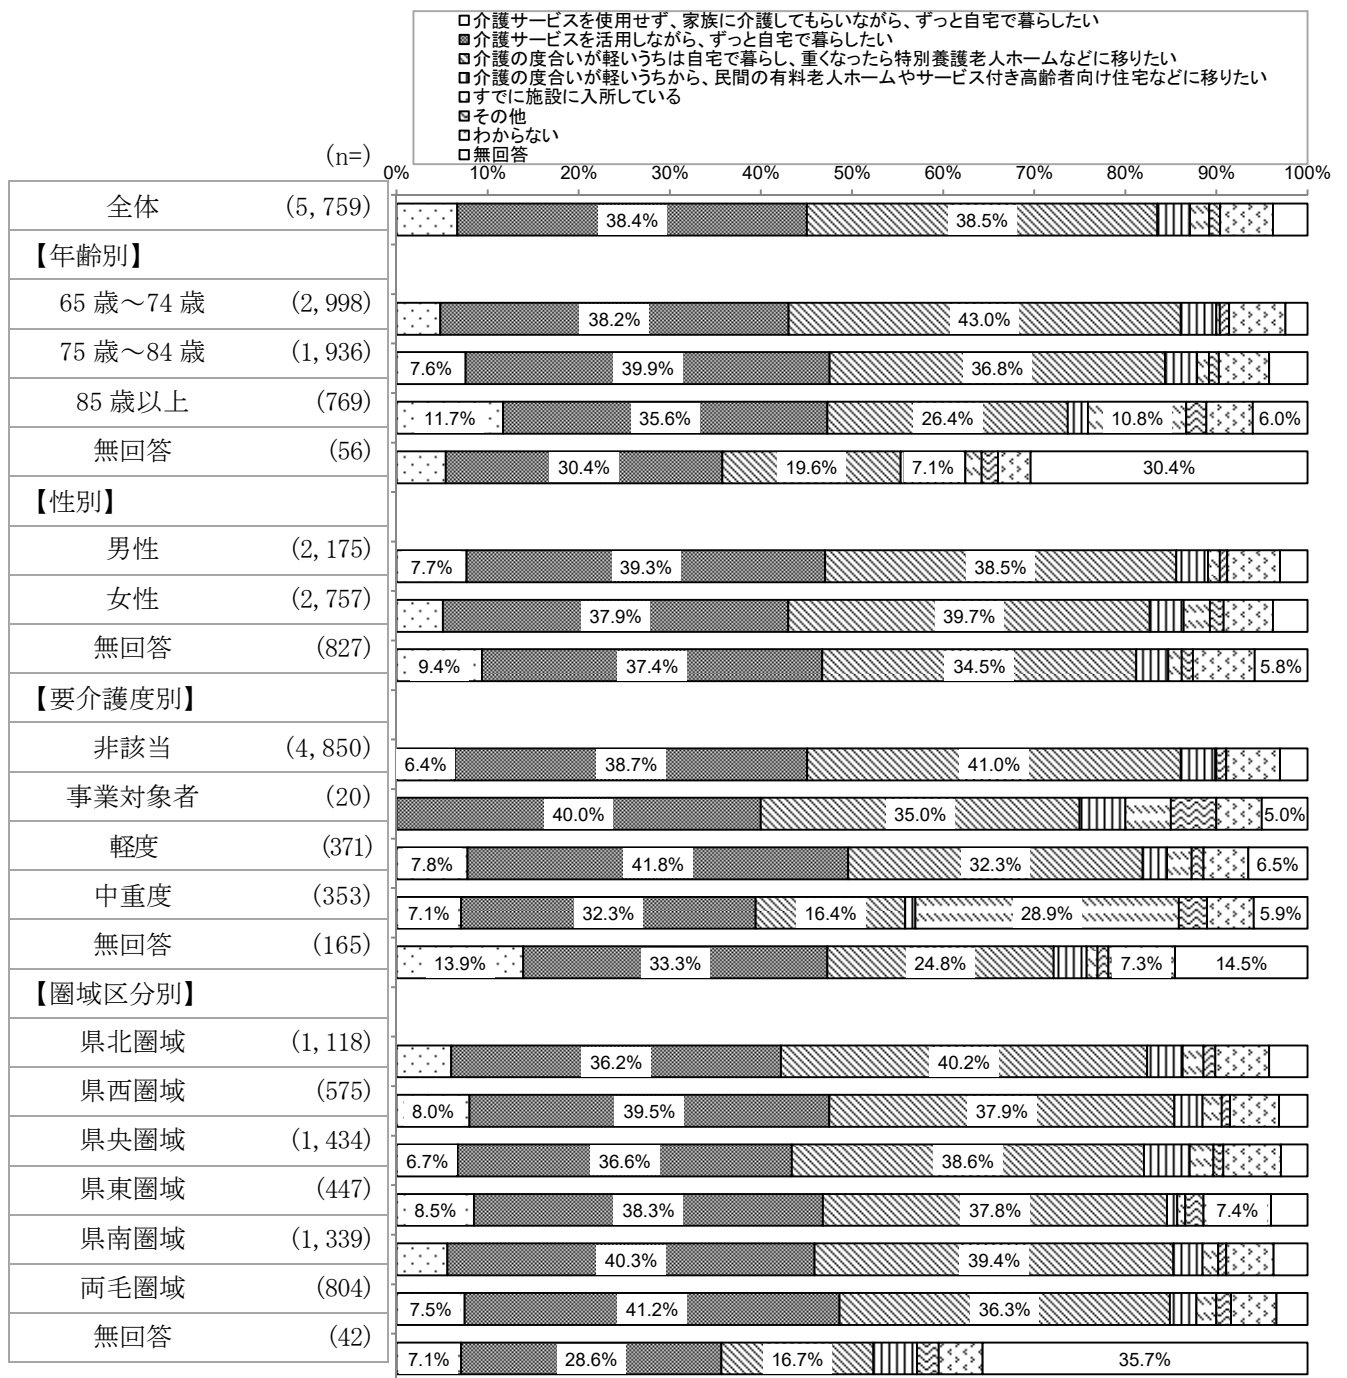 介護サービスを使用せず、家族に介護してもらいながら、ずっと自宅で暮らしたい
介護サービスを活用しながら、ずっと自宅で暮らしたい
介護の度合いが軽いうちは自宅で暮らし、重くなったら特別養護老人ホームなどに移りたい
介護の度合いが軽いうちから、民間の有料老人ホームやサービス付き高齢者向け住宅などに移りたい
すでに施設に入所している
その他
わからない
無回答
(n=)
0% 10% 20% 30% 40% 50% 60% 70% 80% 90% 100%
全体 (5,759) 38.4% 38.5%
【年齢別】
65歳～74歳 (2,998) 38.2% 43.0%
75歳～84歳 (1,936) 7.6% 39.9% 36.8%
85歳以上 (769) 11.7% 35.6% 26.4% 10.8% 6.0%
無回答 (56) 30.4% 19.6% 7.1% 30.4%
【性別】
男性 (2,175) 7.7% 39.3% 38.5%
女性 (2,757) 37.9% 39.7%
無回答 (827) 9.4% 37.4% 34.5% 5.8%
【要介護度別】
非該当 (4,850) 6.4% 38.7% 41.0%
事業対象者 (20) 40.0% 35.0% 5.0%
軽度 (371) 7.8% 41.8% 32.3% 6.5%
中重度 (353) 7.1% 32.3% 16.4% 28.9% 5.9%
無回答 (165) 13.9% 33.3% 24.8% 7.3% 14.5%
【圏域区分別】
県北圏域 (1,118) 36.2% 40.2%
県西圏域 (575) 8.0% 39.5% 37.9%
県央圏域 (1,434) 6.7% 36.6% 38.6%
県東圏域 (447) 8.5% 38.3% 37.8% 7.4%
県南圏域 (1,339) 40.3% 39.4%
両毛圏域 (804) 7.5% 41.2% 36.3%
無回答 (42) 7.1% 28.6% 16.7% 35.7%